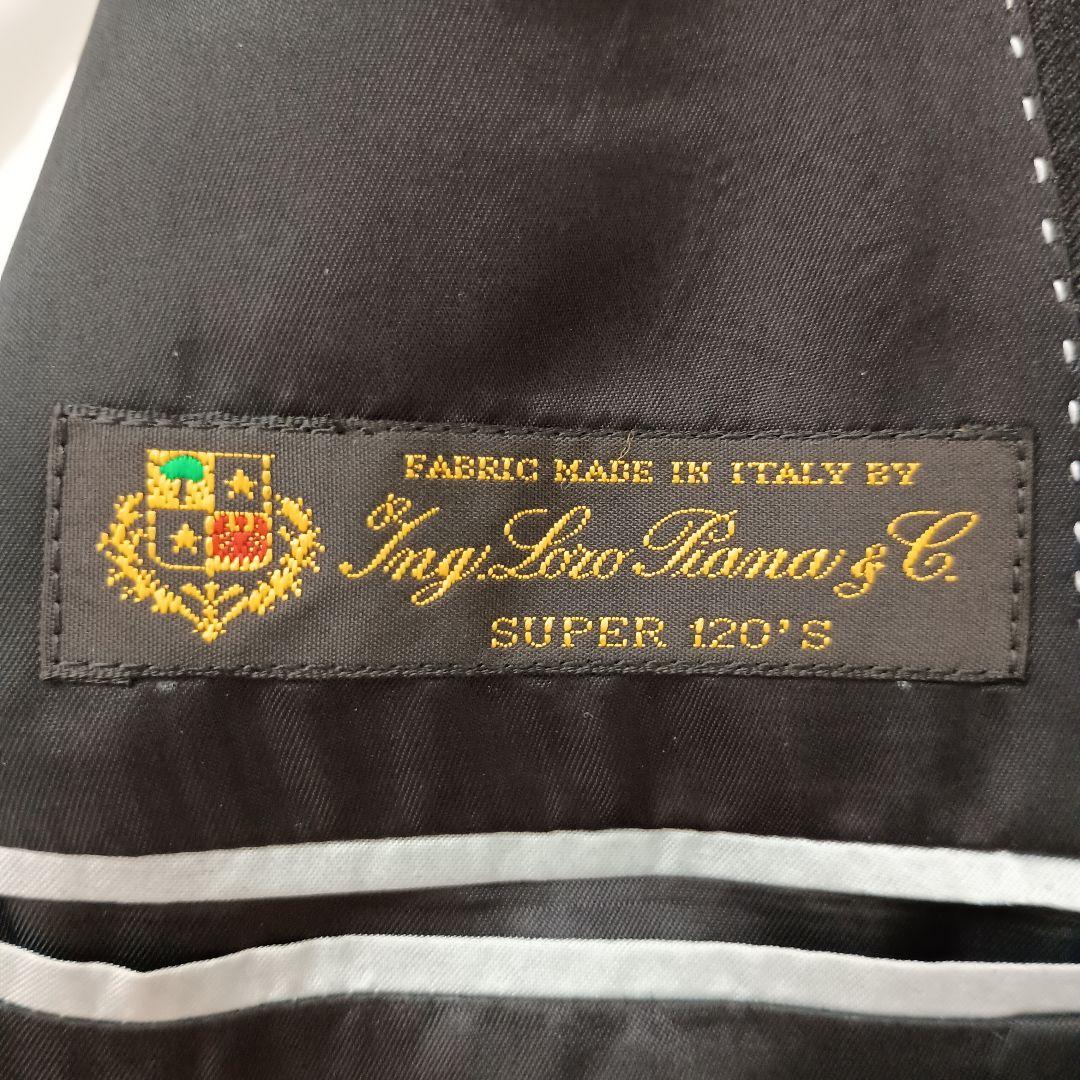 FABRIC MADE IN ITALY BY
Ing. Loro Piana & C.
SUPER 120'S